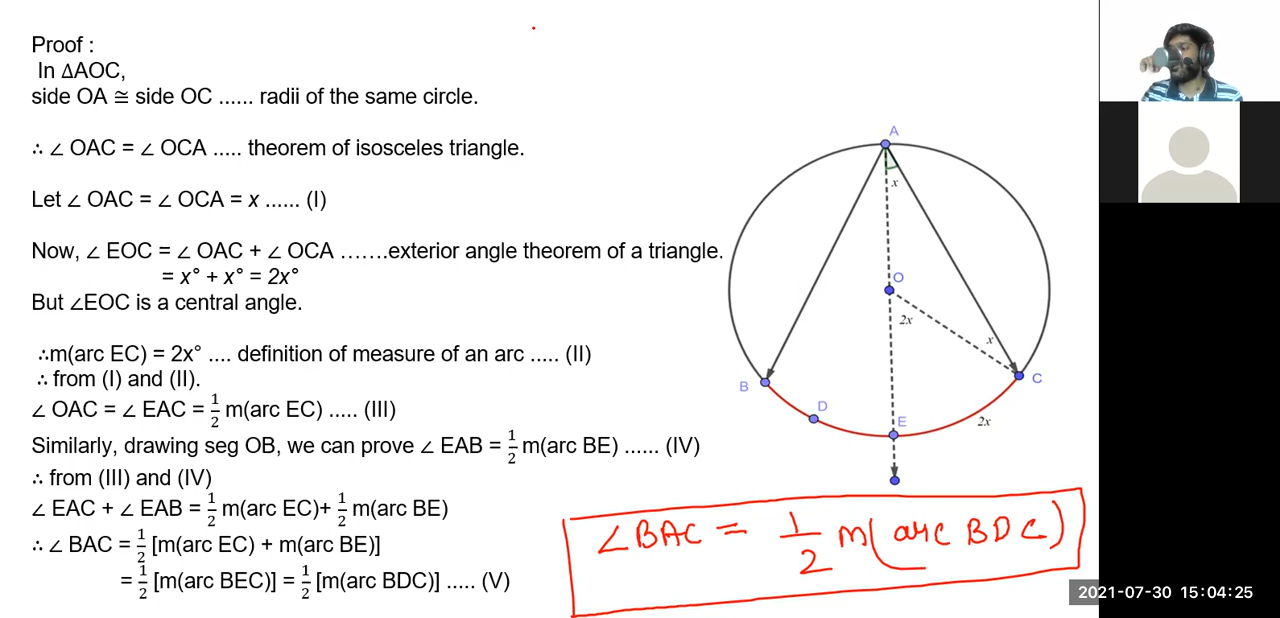 Proof :
In ΔAOC,
side OA ≅ side OC ...... radii of the same circle.
∴ ∠ OAC = ∠ OCA ..... theorem of isosceles triangle.
Let ∠ OAC = ∠ OCA = x ...... (I)
Now, ∠ EOC = ∠ OAC + ∠ OCA .......exterior angle theorem of a triangle.
= x° + x° = 2x°
But ∠EOC is a central angle.
∴m(arc EC) = 2x° .... definition of measure of an arc ..... (II)
∴ from (I) and (II).
∠ OAC = ∠ EAC = 1/2 m(arc EC) ..... (III)
Similarly, drawing seg OB, we can prove ∠ EAB = 1/2 m(arc BE) ...... (IV)
∴ from (III) and (IV)
∠ EAC + ∠ EAB = 1/2 m(arc EC)+ 1/2 m(arc BE)
∴ ∠ BAC = 1/2 [m(arc EC) + m(arc BE)]
= 1/2 [m(arc BEC)] = 1/2 [m(arc BDC)] ..... (V)
A
x
O
2x
x
B
C
D
E
2x
∠BAC = 1/2 m(arc BDC)
2021-07-30 15:04:25